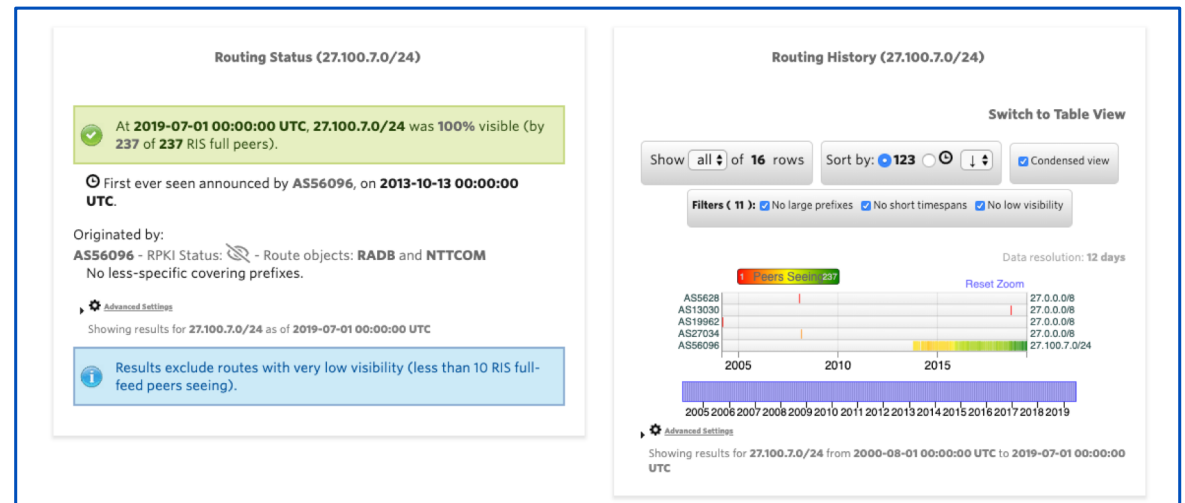 Routing Status (27.100.7.0/24)
At 2019-07-01 00:00:00 UTC, 27.100.7.0/24 was 100% visible (by
237 of 237 RIS full peers).
First ever seen announced by AS56096, on 2013-10-13 00:00:00
UTC.
Originated by:
AS56096 - RPKI Status: - Route objects: RADB and NTTCOM
No less-specific covering prefixes.
Advanced Settings
Showing results for 27.100.7.0/24 as of 2019-07-01 00:00:00 UTC
Results exclude routes with very low visibility (less than 10 RIS full-
feed peers seeing).
Routing History (27.100.7.0/24)
Switch to Table View
Show all of 16 rows
Sort by: 123 ↓
Condensed view
Filters ( 11 ): No large prefixes No short timespans No low visibility
Data resolution: 12 days
1 Peers Seeing 237
Reset Zoom
AS5628 27.0.0.0/8
AS13030 27.0.0.0/8
AS19962 27.0.0.0/8
AS27034 27.0.0.0/8
AS56096 27.100.7.0/24
2005 2010 2015
2005 2006 2007 2008 2009 2010 2011 2012 2013 2014 2015 2016 2017 2018 2019
Advanced Settings
Showing results for 27.100.7.0/24 from 2000-08-01 00:00:00 UTC to 2019-07-01 00:00:00
UTC